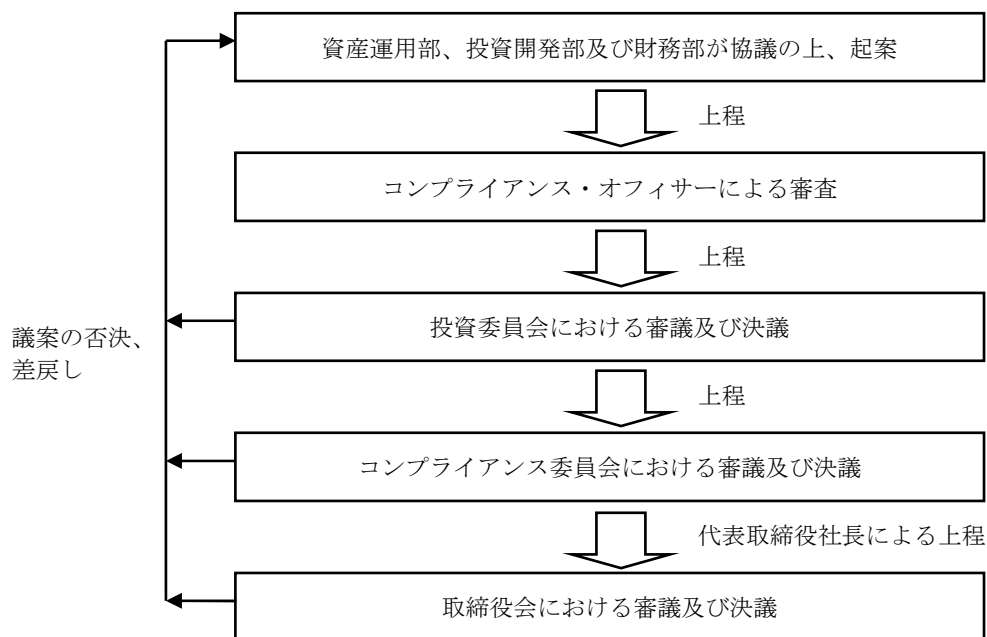 資産運用部、投資開発部及び財務部が協議の上、起案
上程
コンプライアンス・オフィサーによる審査
上程
投資委員会における審議及び決議
議案の否決、
差戻し
上程
コンプライアンス委員会における審議及び決議
代表取締役社長による上程
取締役会における審議及び決議